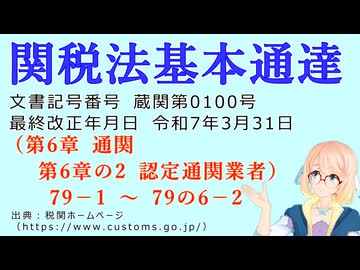 関税法基本通達
文書記号番号 蔵関第0100号
最終改正年月日 令和7年3月31日
(第6章 通関
第6章の2 認定通関業者)
79-1 ~ 79の6-2
出典:税関ホームページ
(https://www.customs.go.jp/)